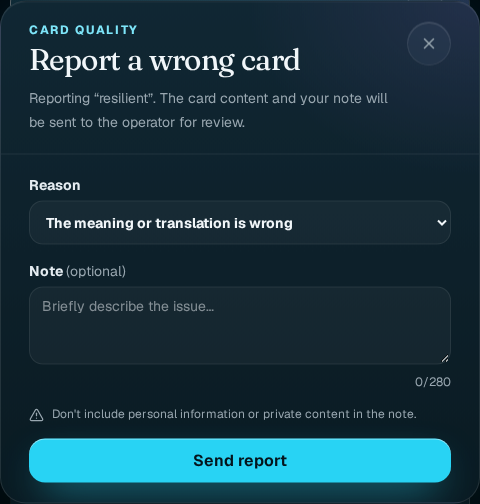 CARD QUALITY
Report a wrong card
Reporting “resilient”. The card content and your note will
be sent to the operator for review.
Reason
The meaning or translation is wrong
Note (optional)
Briefly describe the issue...
0/280
Don't include personal information or private content in the note.
Send report